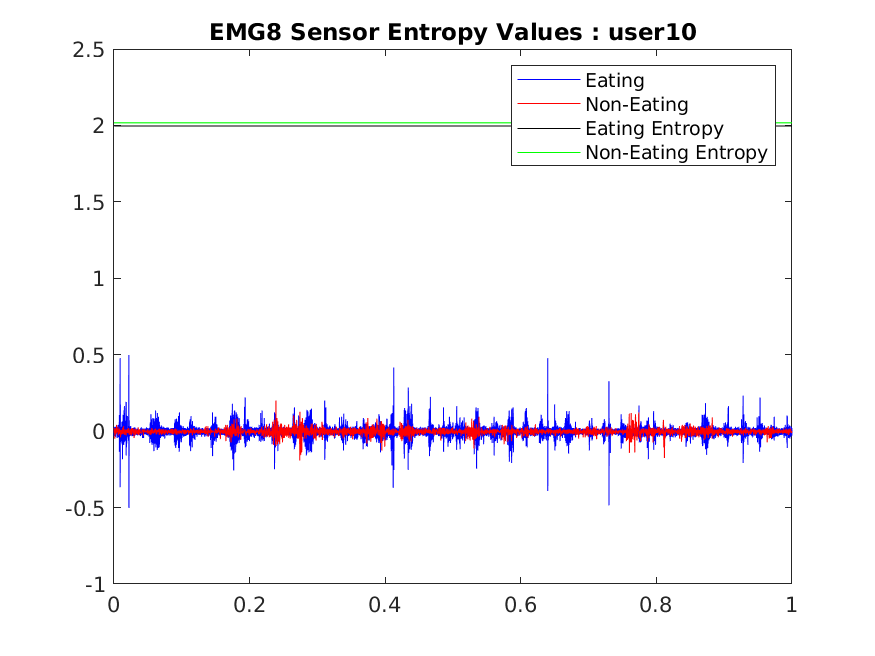 EMG8 Sensor Entropy Values : user10
2.5
2
1.5
1
0.5
0
-0.5
-1
Eating
Non-Eating
Eating Entropy
Non-Eating Entropy
0 0.2 0.4 0.6 0.8 1